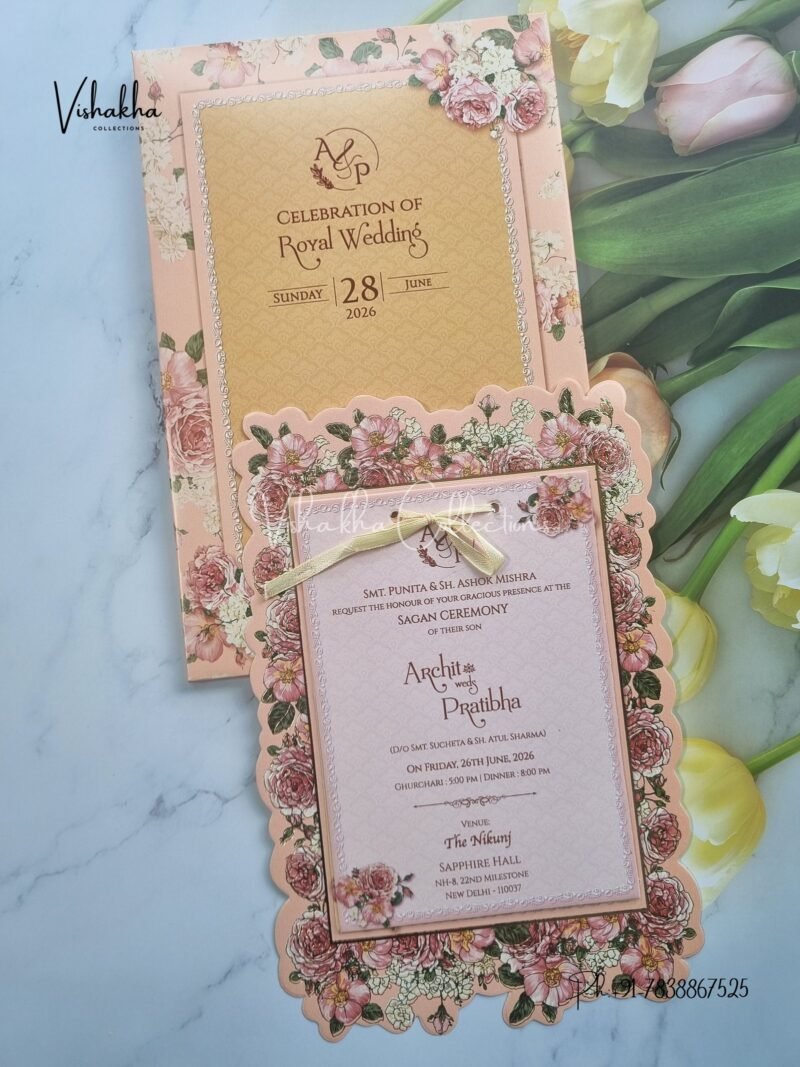 Vishakha
COLLECTIONS
A&P
CELEBRATION OF
Royal Wedding
SUNDAY | 28 | JUNE
2026
Vishakha Collections
A&P
SMT. PUNITA & SH. ASHOK MISHRA
REQUEST THE HONOUR OF YOUR GRACIOUS PRESENCE AT THE
SAGAN CEREMONY
OF THEIR SON
Archit
weds
Pratibha
(D/O SMT. SUCHETA & SH. ATUL SHARMA)
ON FRIDAY, 26TH JUNE, 2026
GHURCHARI : 5:00 PM | DINNER : 8:00 PM
VENUE:
The Nikunj
SAPPHIRE HALL
NH-8, 22ND MILESTONE
NEW DELHI - 110037
Ph: 91-7838867525